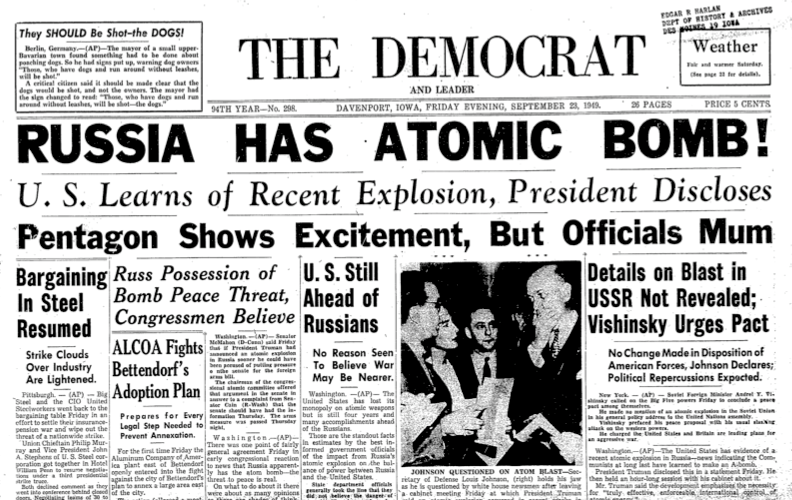 They SHOULD Be Shot—the DOGS!
Berlin, Germany.—(AP)—The mayor of a small upper-
Bavarian town found something had to be done about
poaching dogs. So he had signs put up, warning dog owners
"Those, who have dogs and run around without leashes,
will be shot."
A critical citizen said it should be made clear that the
dogs would be shot, and not the owners. The mayor had
the sign changed to read: "Those, who have dogs and run
around without leashes, will be shot—the dogs."
THE DEMOCRAT
AND LEADER
EDGAR R HARLAN
DEPT OF HISTORY & ARCHIVES
DES MOINES 19 IOWA
Weather
Fair and warmer Saturday.
(See page 22 for details).
94TH YEAR—No. 298.
DAVENPORT, IOWA, FRIDAY EVENING, SEPTEMBER 23, 1949.
26 PAGES
PRICE 5 CENTS.
RUSSIA HAS ATOMIC BOMB!
U. S. Learns of Recent Explosion, President Discloses
Pentagon Shows Excitement, But Officials Mum
Bargaining
In Steel
Resumed
Strike Clouds
Over Industry
Are Lightened.
Pittsburgh. — (AP) — Big
Steel and the CIO United
Steelworkers went back to the
bargaining table Friday in an
effort to settle their insurance-
pension war and wipe out the
threat of a nationwide strike.
Union Chieftain Philip Mur-
ray and Vice President John
A. Stephens of U. S. Steel cor-
poration got together in Hotel
William Penn to resume negotia-
tions under a third presidential
strike truce.
Both declined comment as they
went into conference behind closed
doors. Negotiating teams of 30 to
Russ Possession of
Bomb Peace Threat,
Congressmen Believe
ALCOA Fights
Bettendorf's
Adoption Plan
Prepares for Every
Legal Step Needed to
Prevent Annexation.
For the first time Friday the
Aluminum Company of Amer-
ica plant east of Bettendorf
openly entered into the fight
against the city of Bettendorf's
plan to annex a large area east
of the city.
Washington.—(AP)— Senator
McMahon (D-Conn) said Friday
that if President Truman had
announced an atomic explosion
in Russia sooner he could have
been accused of putting pressure
on the senate for the foreign
arms bill.
The chairman of the congres-
sional atomic committee offered
that argument in the senate in
answer to a complaint from Sen-
ator Cain (R-Wash) that the
senate should have had the in-
formation Thursday. The arms
measure was passed Thursday
night.
Washington.—(AP)—
There was one point of fairly
general agreement Friday in
early congressional reaction
to news that Russia apparent-
ly has the atom bomb—the
threat to peace is real.
On what to do about it there
were about as many opinions
U. S. Still
Ahead of
Russians
No Reason Seen
To Believe War
May Be Nearer.
Washington. — (AP) — The
United States has lost its
monopoly on atomic weapons
but is still four years and
many accomplishments ahead
of the Russians.
Those are the standout facts
in estimates by the best in-
formed government officials
of the impact from Russia's
atomic explosion on the bal-
ance of power between Russia
and the United States.
State department officials
generally took the line that they
did not believe the danger of
JOHNSON QUESTIONED ON ATOM BLAST—Sec-
retary of Defense Louis Johnson, (right) holds his jaw
as he is questioned by white house newsmen after leaving
a cabinet meeting Friday at which President Truman
Details on Blast in
USSR Not Revealed;
Vishinsky Urges Pact
No Change Made in Disposition of
American Forces, Johnson Declares;
Political Repercussions Expected.
New York. — (AP) — Soviet Foreign Minister Andrei Y. Vi-
shinsky called on the Big Five powers Friday to conclude a peace
pact among themselves.
He made no mention of an atomic explosion in the Soviet Union
in his general policy address to the United Nations assembly.
Vishinsky prefaced his peace proposal with his usual slashing
attack on the western powers.
He charged the United States and Britain are leading plans for
an aggressive war.
Washington.—(AP)—The United States has evidence of a
recent atomic explosion in Russia—news indicating the Com-
munists at long last have learned to make an A-bomb.
President Truman disclosed this in a statement Friday. He
then held an hour-long session with his cabinet about it.
Mr. Truman said the development emphasizes the necessity
for "truly effective, enforceable international control